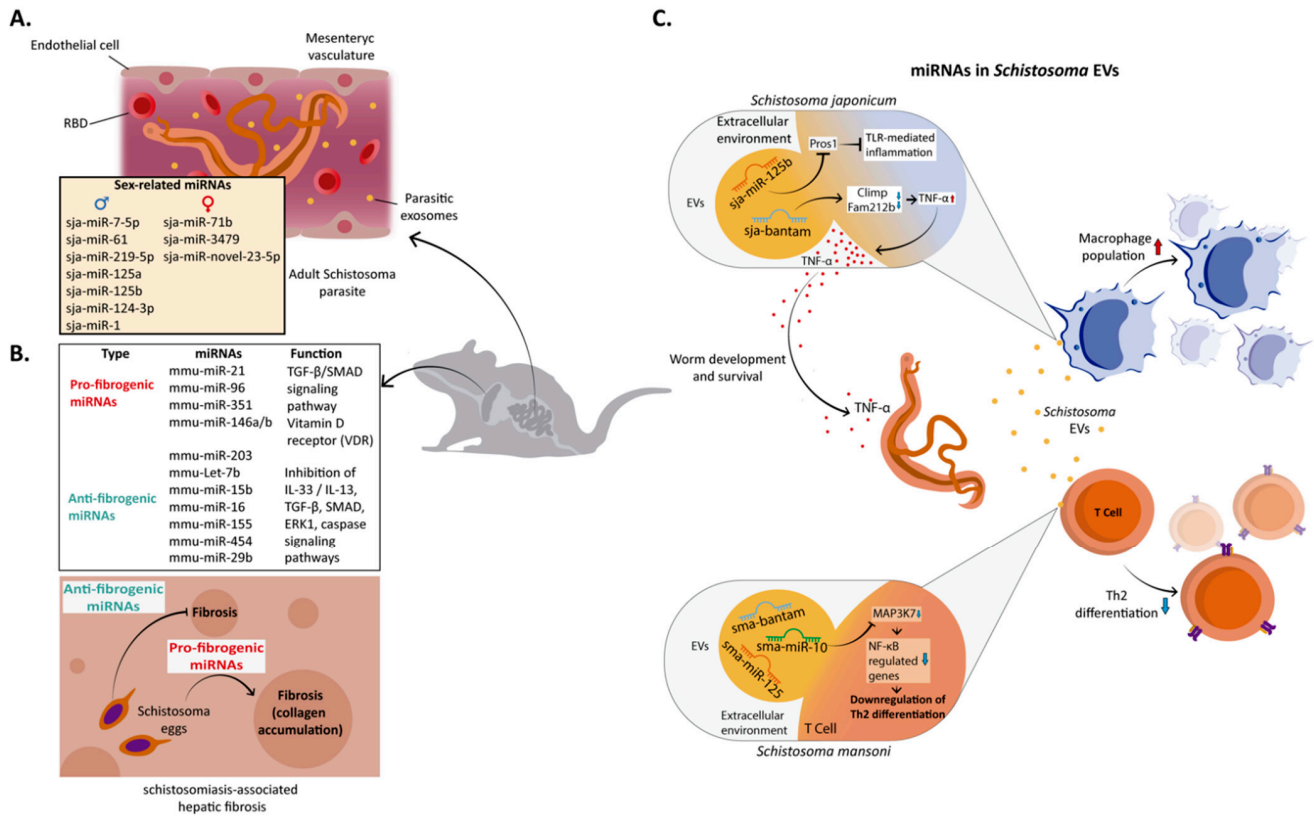 A.
Endothelial cell
Mesenteryc
vasculature
RBD
Sex-related miRNAs
♂ ♀
sja-miR-7-5p sja-miR-71b
sja-miR-61 sja-miR-3479
sja-miR-219-5p sja-miR-novel-23-5p
sja-miR-125a
sja-miR-125b
sja-miR-124-3p
sja-miR-1
Parasitic
exosomes
Adult Schistosoma
parasite
B.
Type miRNAs Function
Pro-fibrogenic
miRNAs
mmu-miR-21 TGF-β/SMAD
mmu-miR-96 signaling
mmu-miR-351 pathway
mmu-miR-146a/b Vitamin D
receptor (VDR)
Anti-fibrogenic
miRNAs
mmu-miR-203
mmu-Let-7b Inhibition of
mmu-miR-15b IL-33 / IL-13,
mmu-miR-16 TGF-β, SMAD,
mmu-miR-155 ERK1, caspase
mmu-miR-454 signaling
mmu-miR-29b pathways
Anti-fibrogenic
miRNAs
Fibrosis
Pro-fibrogenic
miRNAs
Schistosoma
eggs
Fibrosis
(collagen
accumulation)
schistosomiasis-associated
hepatic fibrosis
C.
miRNAs in Schistosoma EVs
Schistosoma japonicum
Extracellular
environment
EVs
sja-miR-125b
sja-bantam
Pros1
TLR-mediated
inflammation
Climp
Fam212b
TNF-α
TNF-α
Worm development
and survival
TNF-α
Macrophage
population
Schistosoma
EVs
T Cell
Th2
differentiation
EVs
sma-bantam
sma-miR-10
sma-miR-125
MAP3K7
NF-κB
regulated
genes
Downregulation of
Th2 differentiation
Extracellular
environment
T Cell
Schistosoma mansoni